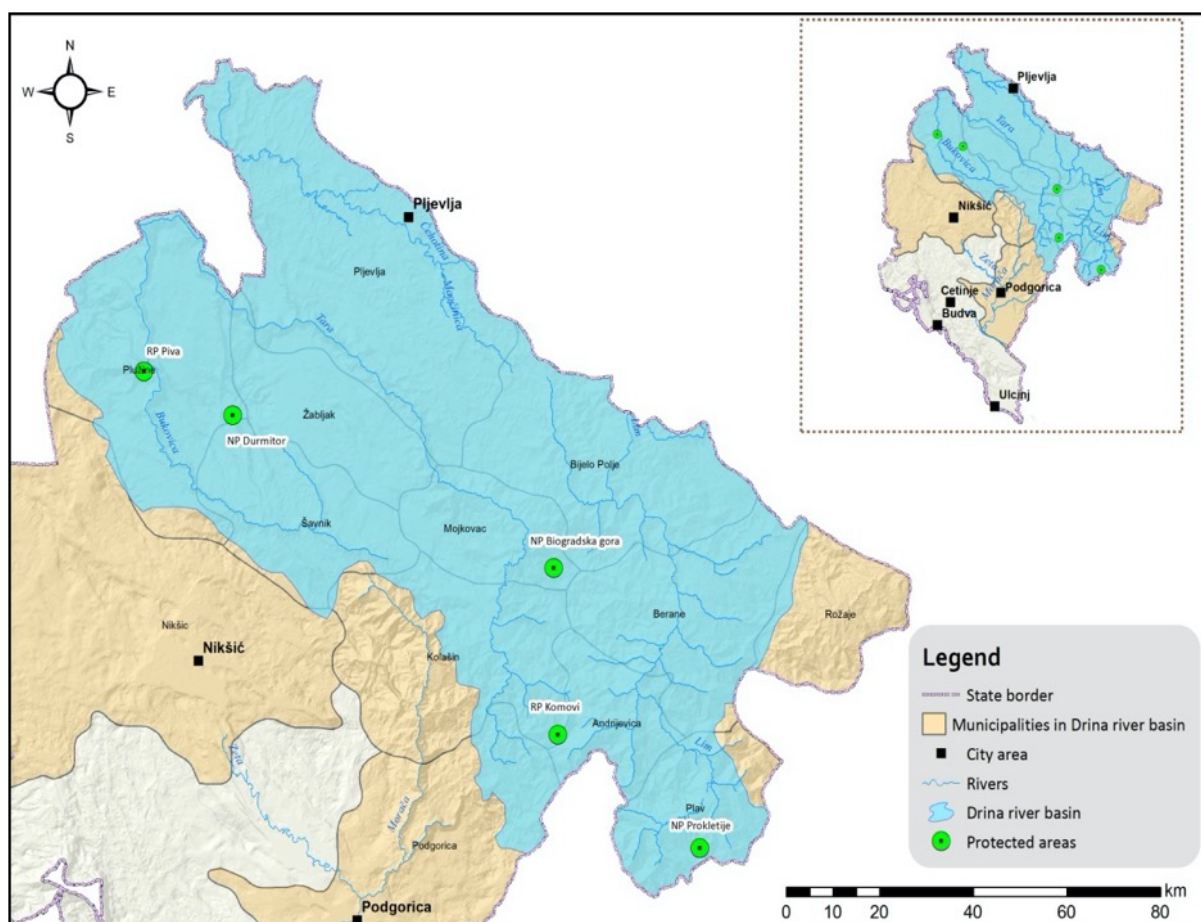 N
W E
S
Pljevlja
Pljevlja
Ćehotina
Maočnica
Tara
RP Piva
Plužine
Bukovica
NP Durmitor
Žabljak
Šavnik
Lim
Bijelo Polje
Mojkovac
NP Biogradska gora
Berane
Rožaje
Nikšic
Nikšić
Kolašin
RP Komovi
Andrijevica
Lim
Zeta
Morača
Plav
NP Prokletije
Podgorica
Podgorica
Pljevlja
Tara
Bukovica
Lim
Nikšić
Lim
Zeta
Podgorica
Cetinje
Budva
Ulcinj
Legend
State border
Municipalities in Drina river basin
City area
Rivers
Drina river basin
Protected areas
km
0 10 20 40 60 80